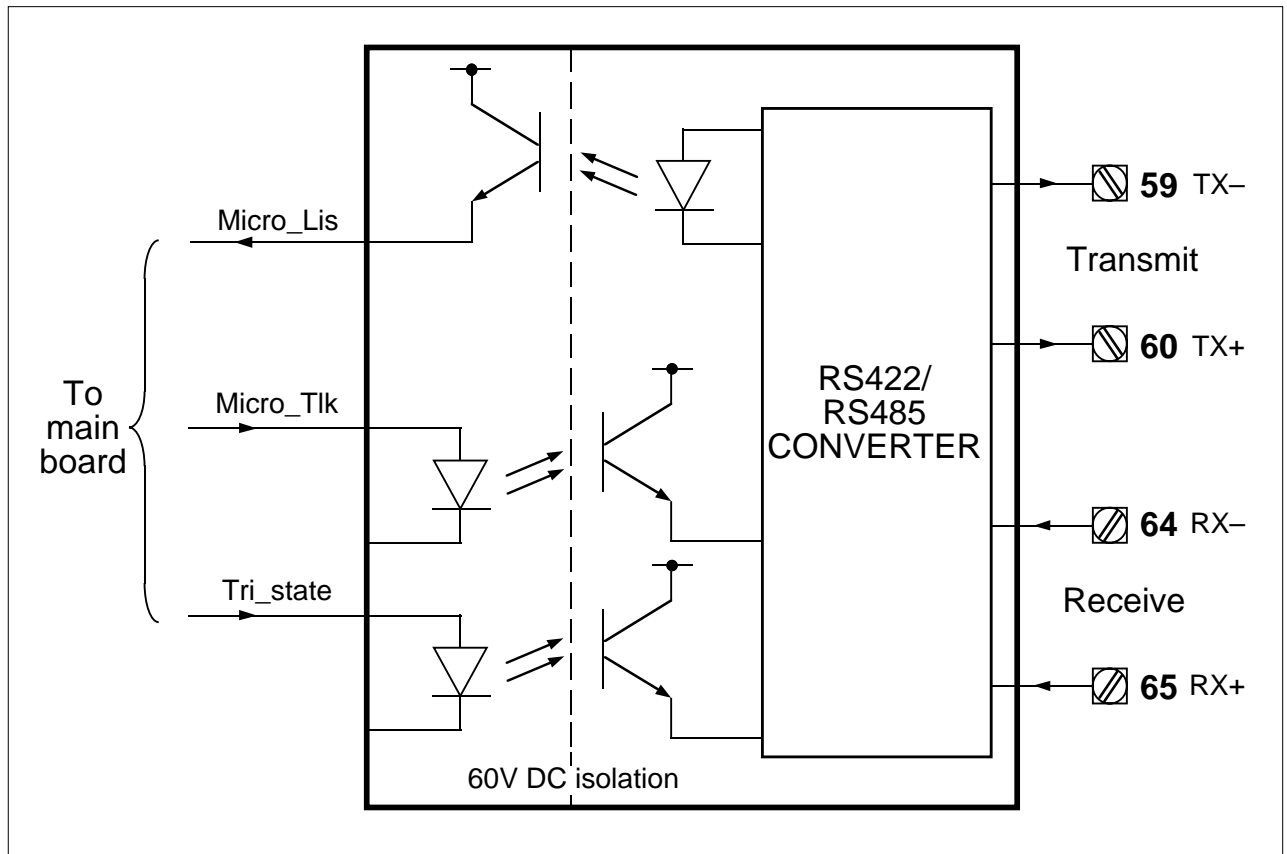 Micro_Lis
To
main
board
Micro_Tlk
Tri_state
60V DC isolation
RS422/
RS485
CONVERTER
59 TX–
Transmit
60 TX+
64 RX–
Receive
65 RX+